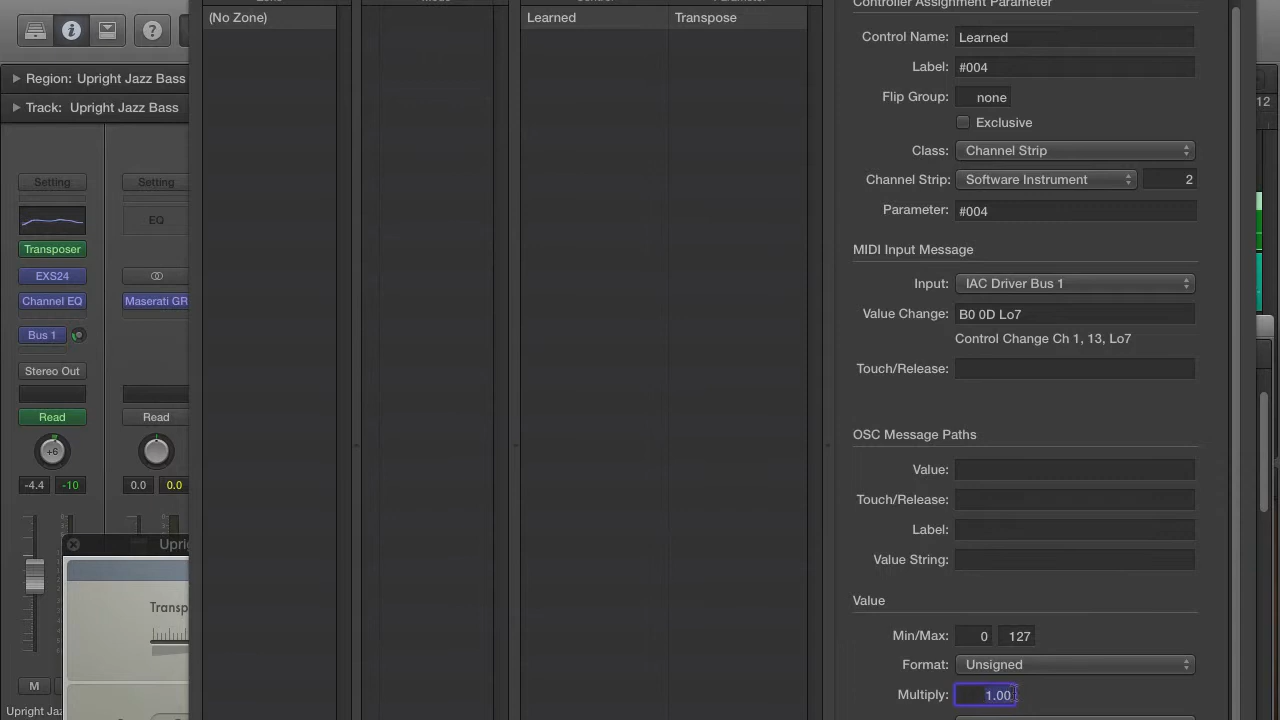 Controller Assignment Parameter
(No Zone)
Learned
Transpose
Control Name: Learned
Label: #004
Flip Group: none
Exclusive
Class: Channel Strip
Channel Strip: Software Instrument 2
Parameter: #004
MIDI Input Message
Input: IAC Driver Bus 1
Value Change: B0 0D Lo7
Control Change Ch 1, 13, Lo7
Touch/Release:
OSC Message Paths
Value:
Touch/Release:
Label:
Value String:
Value
Min/Max: 0 127
Format: Unsigned
Multiply: 1.00
?
Region: Upright Jazz Bass
Track: Upright Jazz Bass
12
Setting
Setting
EQ
Transposer
EXS24
Channel EQ
Maserati GR
Bus 1
Stereo Out
Read
Read
+6
-4.4
-10
0.0
0.0
Upri
Transp
M
Upright Jaz